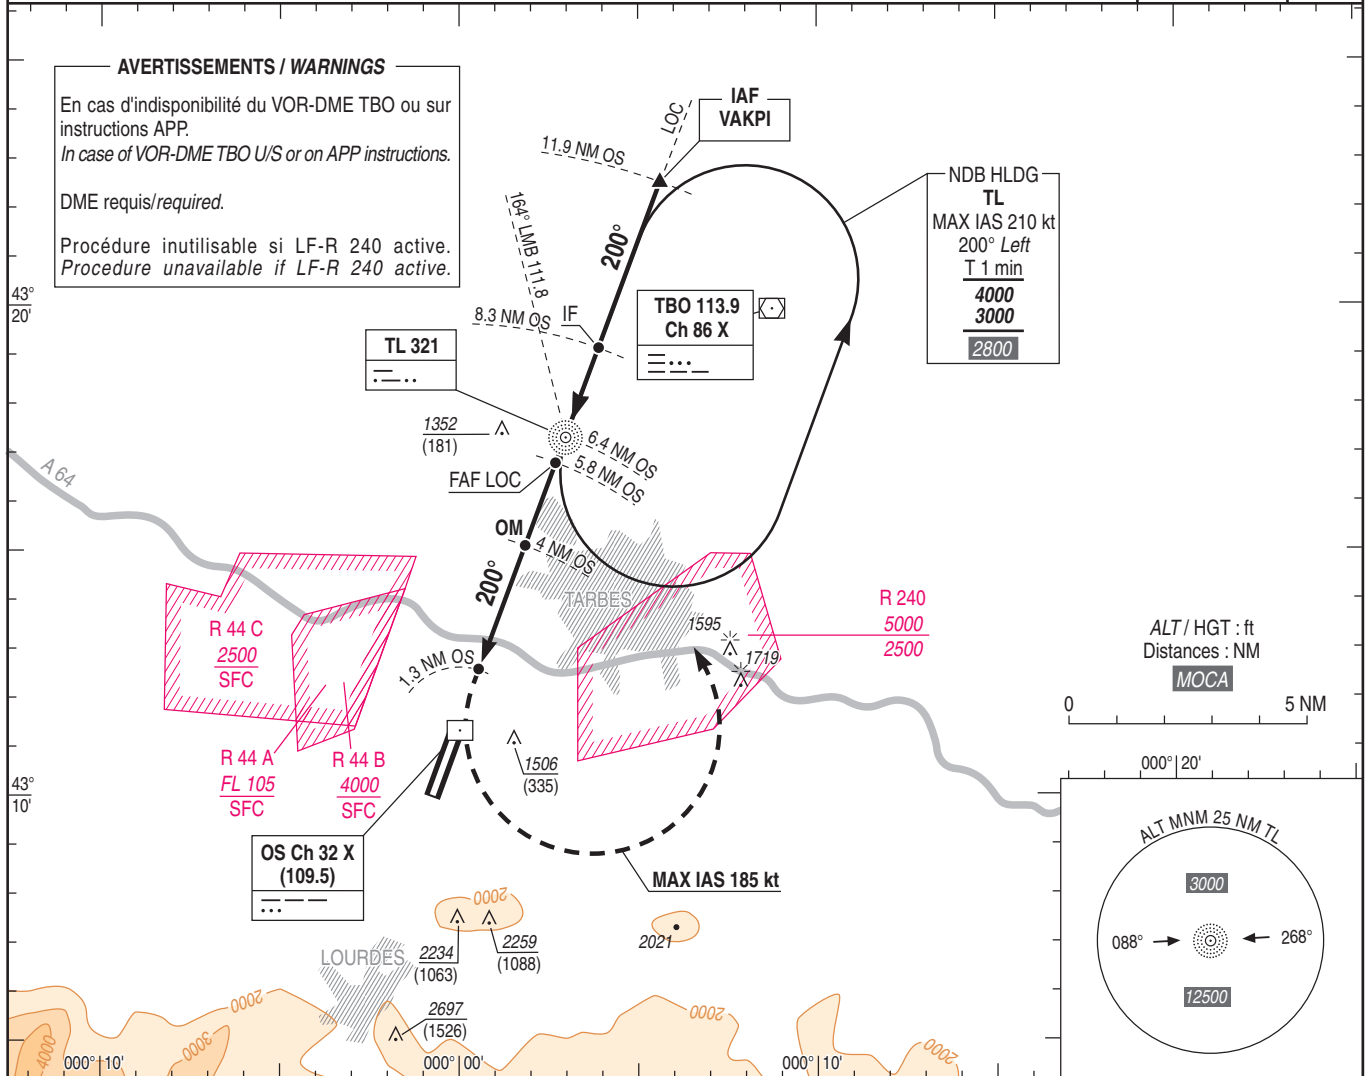 AVERTISSEMENTS / WARNINGS
En cas d'indisponibilité du VOR-DME TBO ou sur
instructions APP.
In case of VOR-DME TBO U/S or on APP instructions.
DME requis/required.
Procédure inutilisable si LF-R 240 active.
Procedure unavailable if LF-R 240 active.
IAF
VAKPI
LOC
11.9 NM OS
164° LMB 111.8
200°
NDB HLDG
TL
MAX IAS 210 kt
200° Left
T 1 min
4000
3000
2800
43°
20'
8.3 NM OS
IF
TBO 113.9
Ch 86 X
TL 321
1352
(181)
6.4 NM OS
5.8 NM OS
FAF LOC
A 64
OM
4 NM OS
200°
TARBES
R 44 C
2500
SFC
R 240
5000
2500
1595
1719
1.3 NM OS
ALT / HGT : ft
Distances : NM
MOCA
0
5 NM
43°
10'
R 44 A
FL 105
SFC
R 44 B
4000
SFC
1506
(335)
000° 20'
OS Ch 32 X
(109.5)
MAX IAS 185 kt
ALT MNM 25 NM TL
3000
088°
268°
12500
2000
2234
(1063)
2259
(1088)
2021
LOURDES
2697
(1526)
2000
3000
4000
2000
2000
000° 10'
000° 00'
000° 10'